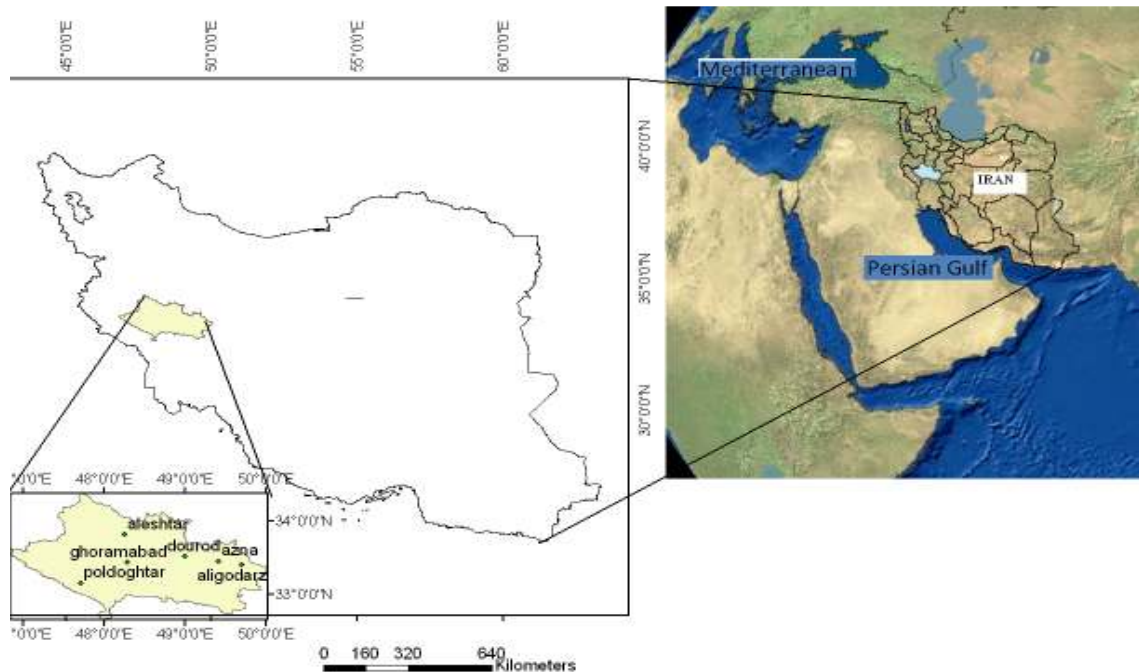 45°0'0"E
50°0'0"E
55°0'0"E
60°0'0"E
40°0'0"N
35°0'0"N
30°0'0"N
Mediterranean
IRAN
Persian Gulf
°0'0"E 48°0'0"E 49°0'0"E 50°0'0"E
34°0'0"N
33°0'0"N
aleshtar
dourod azna
ghoramabad
poldoghtar
aligodarz
°0'0"E 48°0'0"E 49°0'0"E 50°0'0"E
0 160 320 640
Kilometers